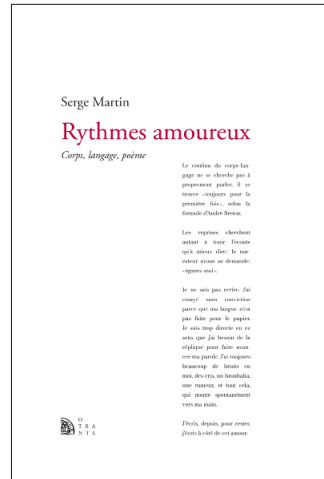 Serge Martin
Rythmes amoureux
Corps, langage, poème
Le continu du corps-lan-
gage ne se cherche pas à
proprement parler, il se
trouve « toujours pour la
première fois », selon la
formule d'André Breton.
Les reprises cherchent
autant à tenir l'écoute
qu'à mieux dire: le nar-
rateur avoue sa demande:
« égarez moi ».
Je ne sais pas écrire. J'ai
essayé sans conviction
parce que ma langue n'est
pas faite pour le papier.
Je suis trop directe en ce
sens que j'ai besoin de la
réplique pour faire avan-
cer ma parole. J'ai toujours
beaucoup de bruits en
moi, des cris, un brouhaha,
une rumeur, et tout cela,
qui monte spontanément
vers ma main.
J'écris, depuis, pour rester,
j'écris à côté de cet amour.
O
TRA
NTE